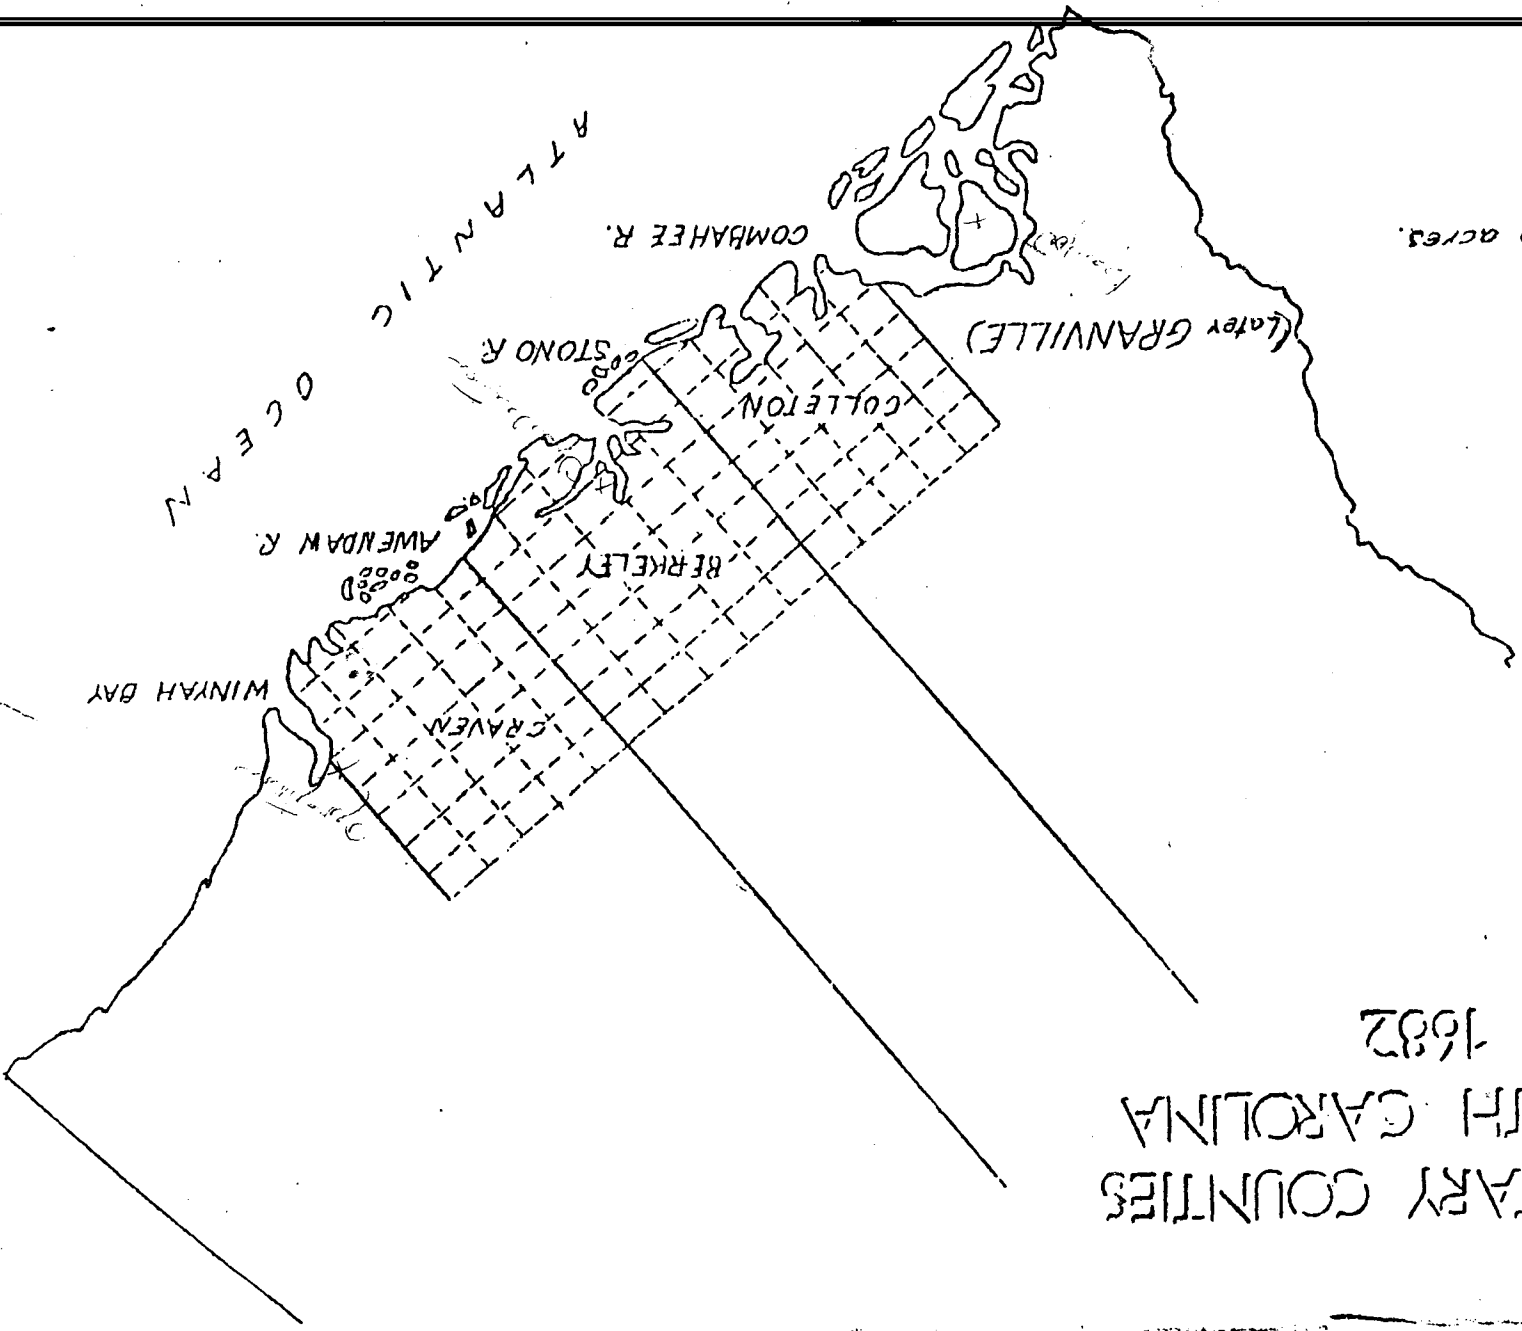 ARY COUNTIES
TH CAROLINA
1682
CRAVEN
WINYAH BAY
BERKELEY
AWENDAW R.
COLLETON
STONO R
(Later GRANVILLE)
COMBAHEE R.
acres.
ATLANTIC OCEAN